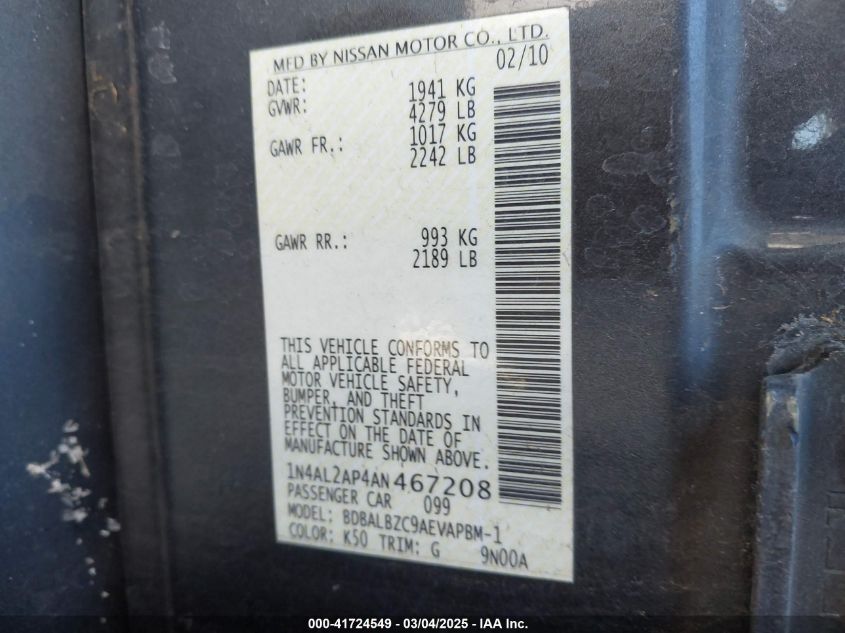 MFD BY NISSAN MOTOR CO., LTD.
DATE: 02/10
GVWR: 1941 KG
4279 LB
GAWR FR.: 1017 KG
2242 LB
GAWR RR.: 993 KG
2189 LB
THIS VEHICLE CONFORMS TO
ALL APPLICABLE FEDERAL
MOTOR VEHICLE SAFETY,
BUMPER, AND THEFT
PREVENTION STANDARDS IN
EFFECT ON THE DATE OF
MANUFACTURE SHOWN ABOVE.
1N4AL2AP4AN467208
PASSENGER CAR 099
MODEL: BDBALBZC9AEVAPBM-1
COLOR: K50 TRIM: G 9N00A
000-41724549 - 03/04/2025 - IAA Inc.